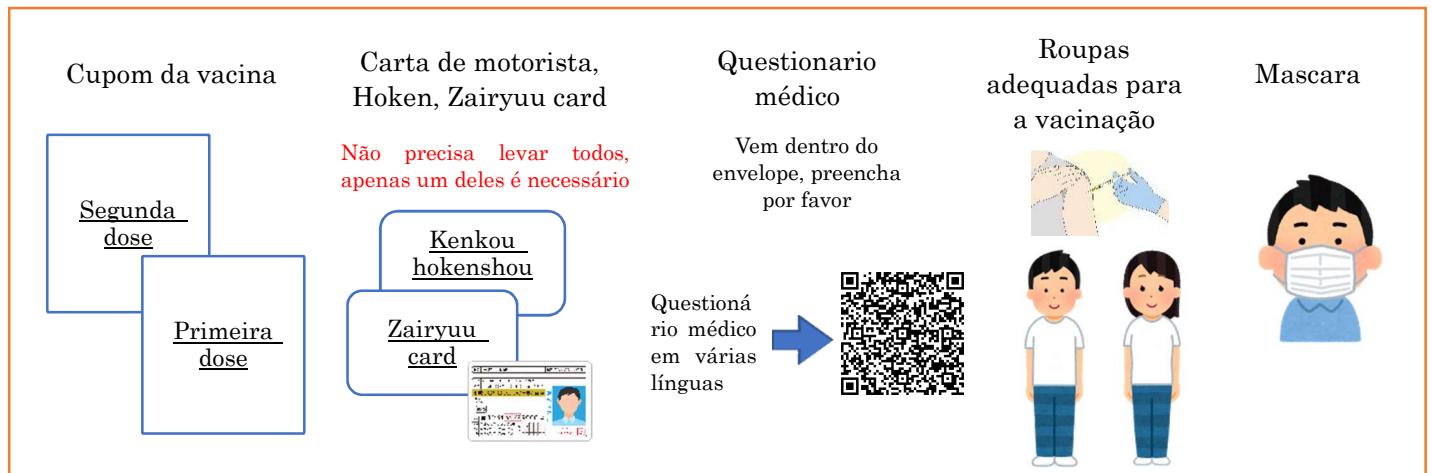 Cupom da vacina
Segunda
dose
Primeira
dose
Carta de motorista,
Hoken, Zairyuu card
Não precisa levar todos,
apenas um deles é necessário
Kenkou
hokenshou
Zairyuu
card
Questionario
médico
Vem dentro do
envelope, preencha
por favor
Questioná
rio médico
em várias
línguas
Roupas
adequadas para
a vacinação
Mascara